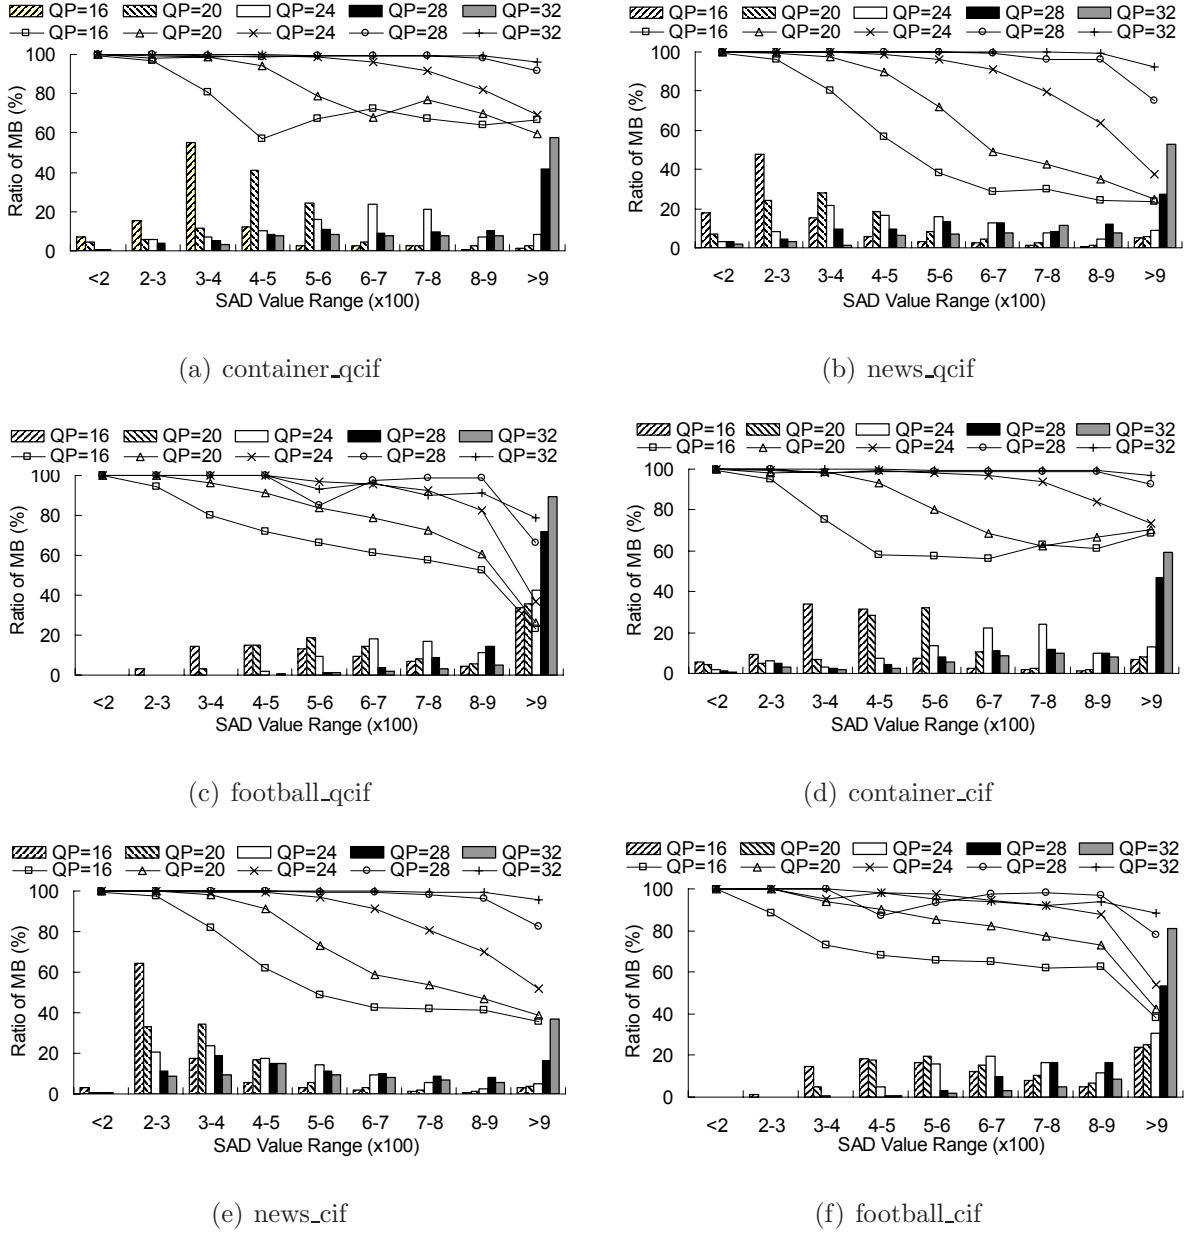 QP=16 QP=20 QP=24 QP=28 QP=32
QP=16 QP=20 QP=24 QP=28 QP=32
Ratio of MB (%)
100
80
60
40
20
0
<2 2-3 3-4 4-5 5-6 6-7 7-8 8-9 >9
SAD Value Range (x100)
(a) container_qcif
QP=16 QP=20 QP=24 QP=28 QP=32
QP=16 QP=20 QP=24 QP=28 QP=32
Ratio of MB (%)
100
80
60
40
20
0
<2 2-3 3-4 4-5 5-6 6-7 7-8 8-9 >9
SAD Value Range (x100)
(b) news_qcif
QP=16 QP=20 QP=24 QP=28 QP=32
QP=16 QP=20 QP=24 QP=28 QP=32
Ratio of MB (%)
100
80
60
40
20
0
<2 2-3 3-4 4-5 5-6 6-7 7-8 8-9 >9
SAD Value Range (x100)
(c) football_qcif
QP=16 QP=20 QP=24 QP=28 QP=32
QP=16 QP=20 QP=24 QP=28 QP=32
Ratio of MB (%)
100
80
60
40
20
0
<2 2-3 3-4 4-5 5-6 6-7 7-8 8-9 >9
SAD Value Range (x100)
(d) container_cif
QP=16 QP=20 QP=24 QP=28 QP=32
QP=16 QP=20 QP=24 QP=28 QP=32
Ratio of MB (%)
100
80
60
40
20
0
<2 2-3 3-4 4-5 5-6 6-7 7-8 8-9 >9
SAD Value Range (x100)
(e) news_cif
QP=16 QP=20 QP=24 QP=28 QP=32
QP=16 QP=20 QP=24 QP=28 QP=32
Ratio of MB (%)
100
80
60
40
20
0
<2 2-3 3-4 4-5 5-6 6-7 7-8 8-9 >9
SAD Value Range (x100)
(f) football_cif